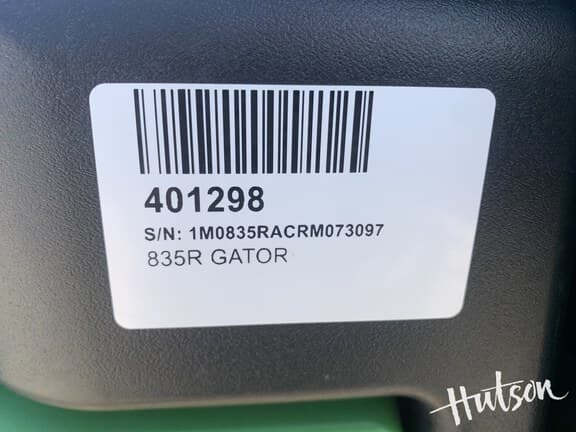 401298
S/N: 1M0835RACRM073097
835R GATOR
Hutson